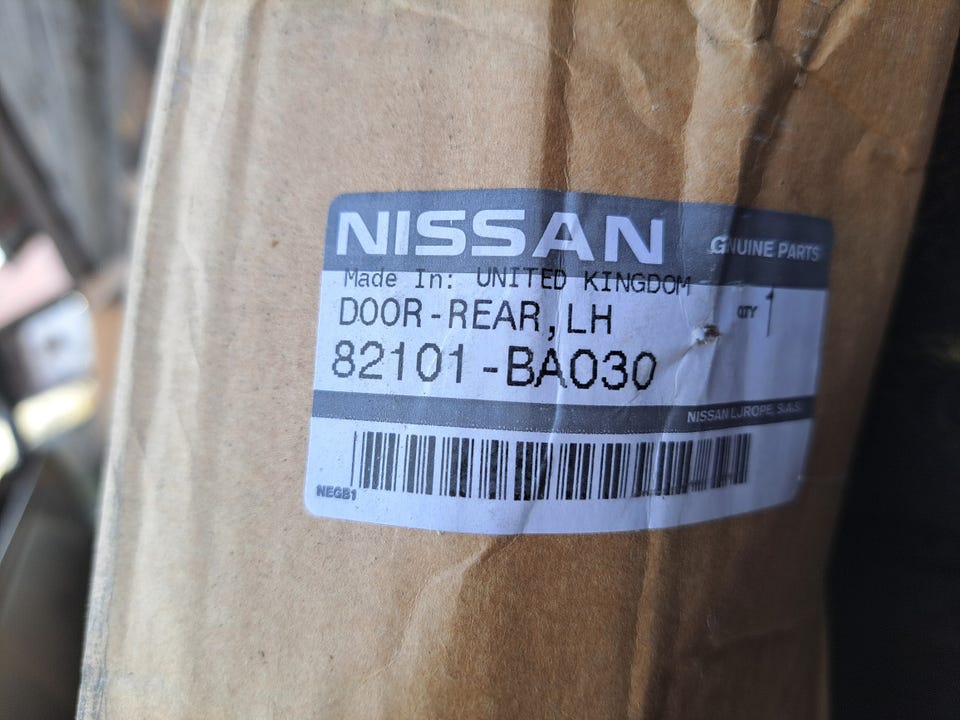 NISSAN GENUINE PARTS
Made In: UNITED KINGDOM
DOOR-REAR,LH QTY 1
82101-BA030
NISSAN EUROPE, S.A.S.
NEGB1